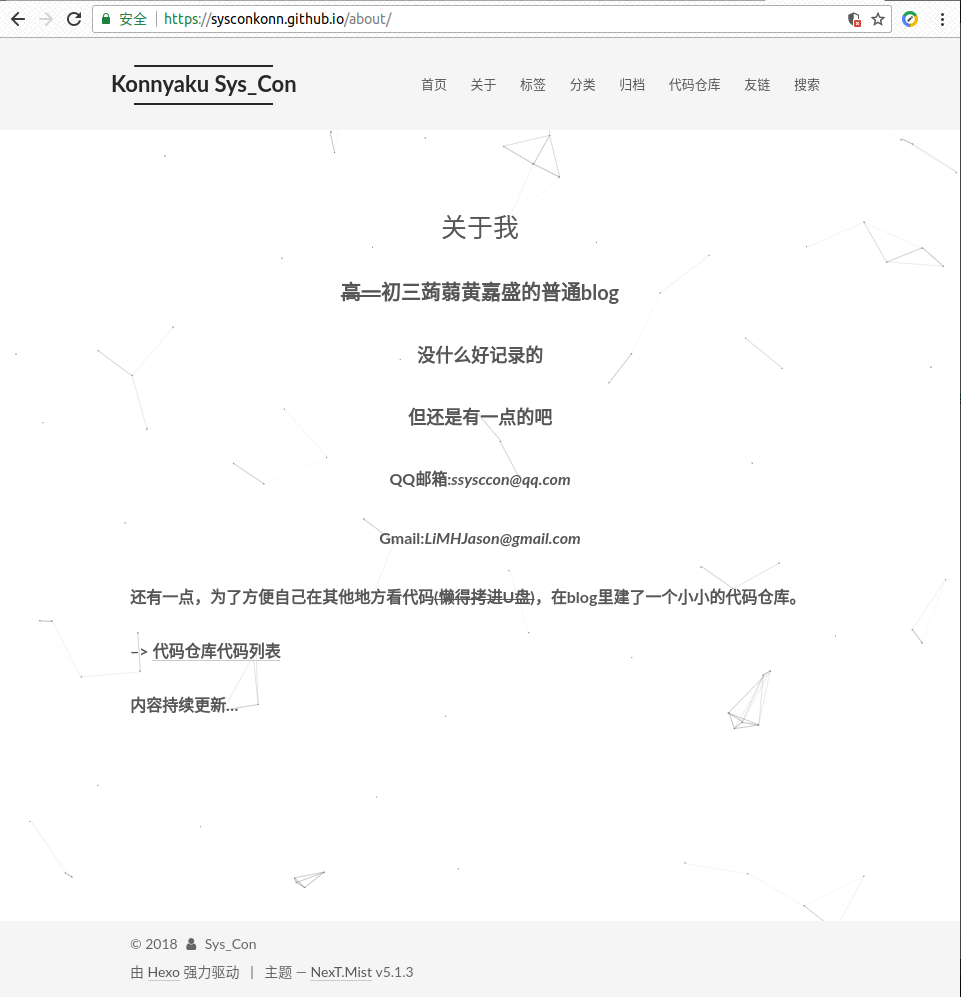 安全 https://sysconkonn.github.io/about/
Konnyaku Sys_Con
首页 关于 标签 分类 归档 代码仓库 友链 搜索
关于我
高一初三蒟蒻黄嘉盛的普通blog
没什么好记录的
但还是有一点的吧
QQ邮箱:ssysccon@qq.com
Gmail:LiMHJason@gmail.com
还有一点，为了方便自己在其他地方看代码(懒得拷进U盘)，在blog里建了一个小小的代码仓库。
–> 代码仓库代码列表
内容持续更新…
© 2018 Sys_Con
由 Hexo 强力驱动 | 主题 — NexT.Mist v5.1.3